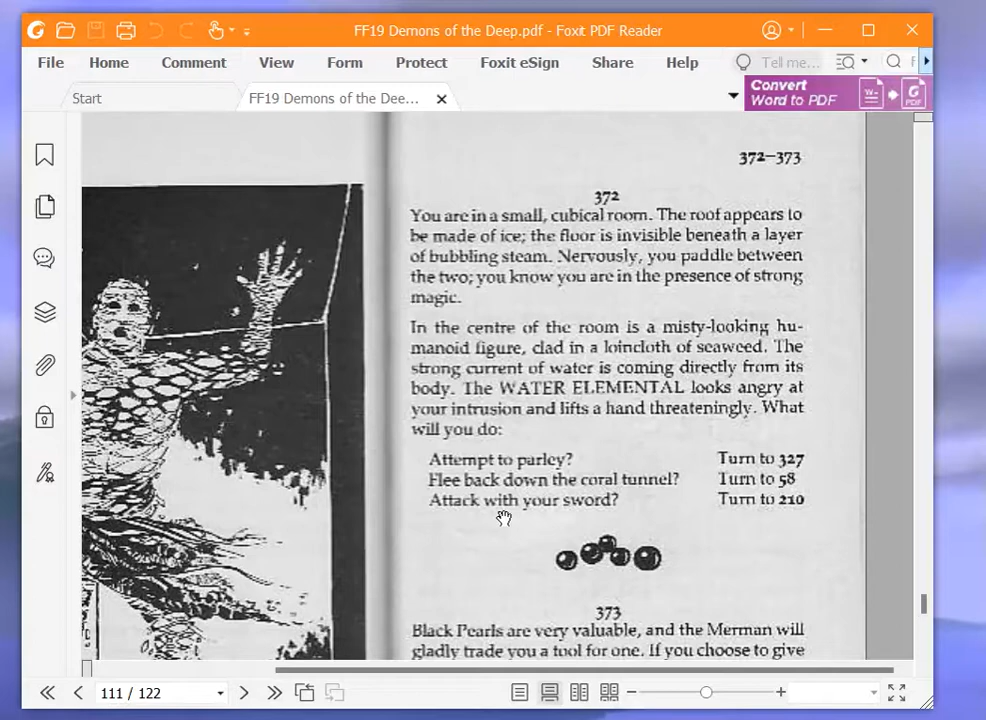 FF19 Demons of the Deep.pdf - Foxit PDF Reader
File Home Comment View Form Protect Foxit eSign Share Help Tell me... F
Start FF19 Demons of the Dee... Convert
Word to PDF
372–373
372
You are in a small, cubical room. The roof appears to
be made of ice; the floor is invisible beneath a layer
of bubbling steam. Nervously, you paddle between
the two; you know you are in the presence of strong
magic.
In the centre of the room is a misty-looking hu-
manoid figure, clad in a loincloth of seaweed. The
strong current of water is coming directly from its
body. The WATER ELEMENTAL looks angry at
your intrusion and lifts a hand threateningly. What
will you do:
Attempt to parley? Turn to 327
Flee back down the coral tunnel? Turn to 58
Attack with your sword? Turn to 210
373
Black Pearls are very valuable, and the Merman will
gladly trade you a tool for one. If you choose to give
111 / 122